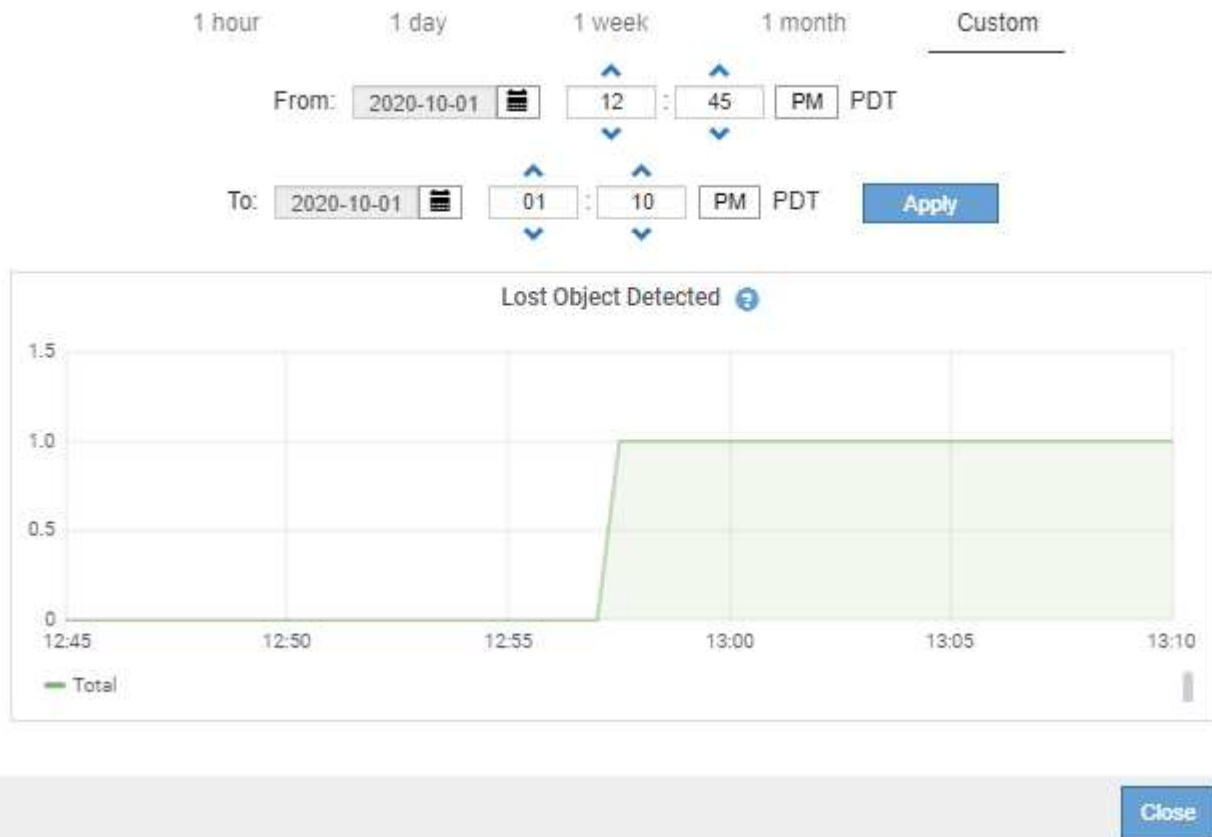 1 hour 1 day 1 week 1 month Custom
From: 2020-10-01 12 : 45 PM PDT
To: 2020-10-01 01 : 10 PM PDT Apply
Lost Object Detected ?
1.5
1.0
0.5
0
12:45 12:50 12:55 13:00 13:05 13:10
Total
Close